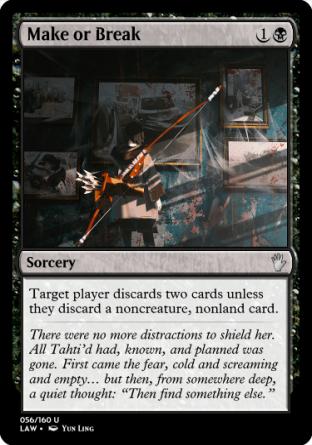 Make or Break 1
Sorcery
Target player discards two cards unless
they discard a noncreature, nonland card.
There were no more distractions to shield her.
All Tahti'd had, known, and planned was
gone. First came the fear, cold and screaming
and empty... but then, from somewhere deep,
a quiet thought: “Then find something else.”
056/160 U
LAW • Yun Ling